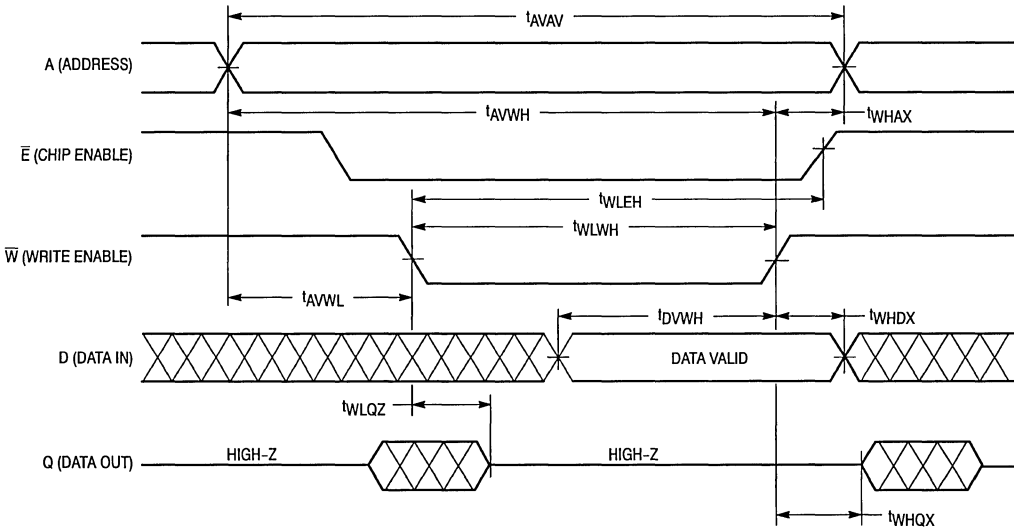 tAVAV
A (ADDRESS)
tAVWH
tWHAX
E̅ (CHIP ENABLE)
tWLEH
tWLWH
W̅ (WRITE ENABLE)
tAVWL
tDVWH
tWHDX
D (DATA IN)
DATA VALID
tWLQZ
Q (DATA OUT)
HIGH–Z
HIGH–Z
tWHQX